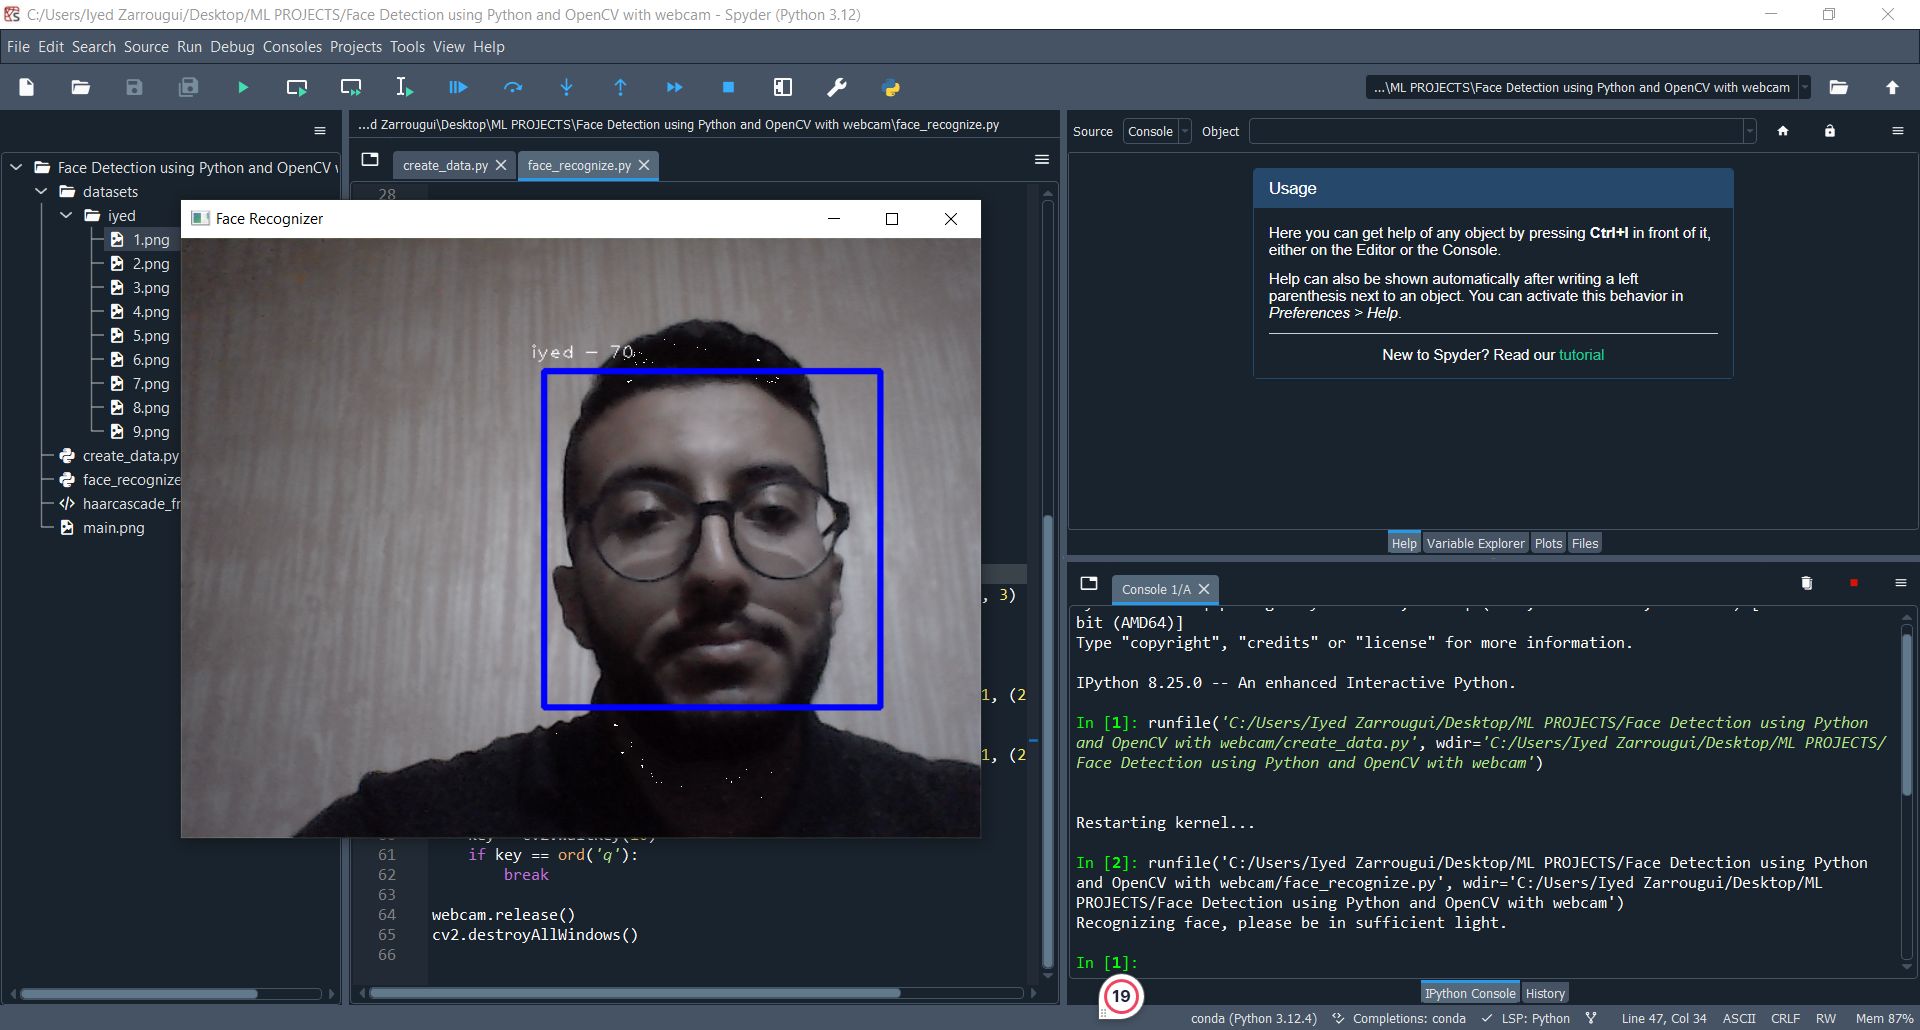 C:/Users/Iyed Zarrougui/Desktop/ML PROJECTS/Face Detection using Python and OpenCV with webcam - Spyder (Python 3.12)
File Edit Search Source Run Debug Consoles Projects Tools View Help
...\ML PROJECTS\Face Detection using Python and OpenCV with webcam
Face Detection using Python and OpenCV
datasets
iyed
1.png
2.png
3.png
4.png
5.png
6.png
7.png
8.png
9.png
create_data.py
face_recognize
haarcascade_fr
main.png
...d Zarrougui\Desktop\ML PROJECTS\Face Detection using Python and OpenCV with webcam\face_recognize.py
create_data.py
face_recognize.py
28
Face Recognizer
iyed - 70
, 3)
1, (2
1, (2
61 if key == ord('q'):
62 break
63
64 webcam.release()
65 cv2.destroyAllWindows()
66
Source Console Object
Usage
Here you can get help of any object by pressing Ctrl+I in front of it,
either on the Editor or the Console.
Help can also be shown automatically after writing a left
parenthesis next to an object. You can activate this behavior in
Preferences > Help.
New to Spyder? Read our tutorial
Help Variable Explorer Plots Files
Console 1/A
bit (AMD64)]
Type "copyright", "credits" or "license" for more information.
IPython 8.25.0 -- An enhanced Interactive Python.
In [1]: runfile('C:/Users/Iyed Zarrougui/Desktop/ML PROJECTS/Face Detection using Python
and OpenCV with webcam/create_data.py', wdir='C:/Users/Iyed Zarrougui/Desktop/ML PROJECTS/
Face Detection using Python and OpenCV with webcam')
Restarting kernel...
In [2]: runfile('C:/Users/Iyed Zarrougui/Desktop/ML PROJECTS/Face Detection using Python
and OpenCV with webcam/face_recognize.py', wdir='C:/Users/Iyed Zarrougui/Desktop/ML
PROJECTS/Face Detection using Python and OpenCV with webcam')
Recognizing face, please be in sufficient light.
In [1]:
19
IPython Console History
conda (Python 3.12.4) Completions: conda LSP: Python Line 47, Col 34 ASCII CRLF RW Mem 87%